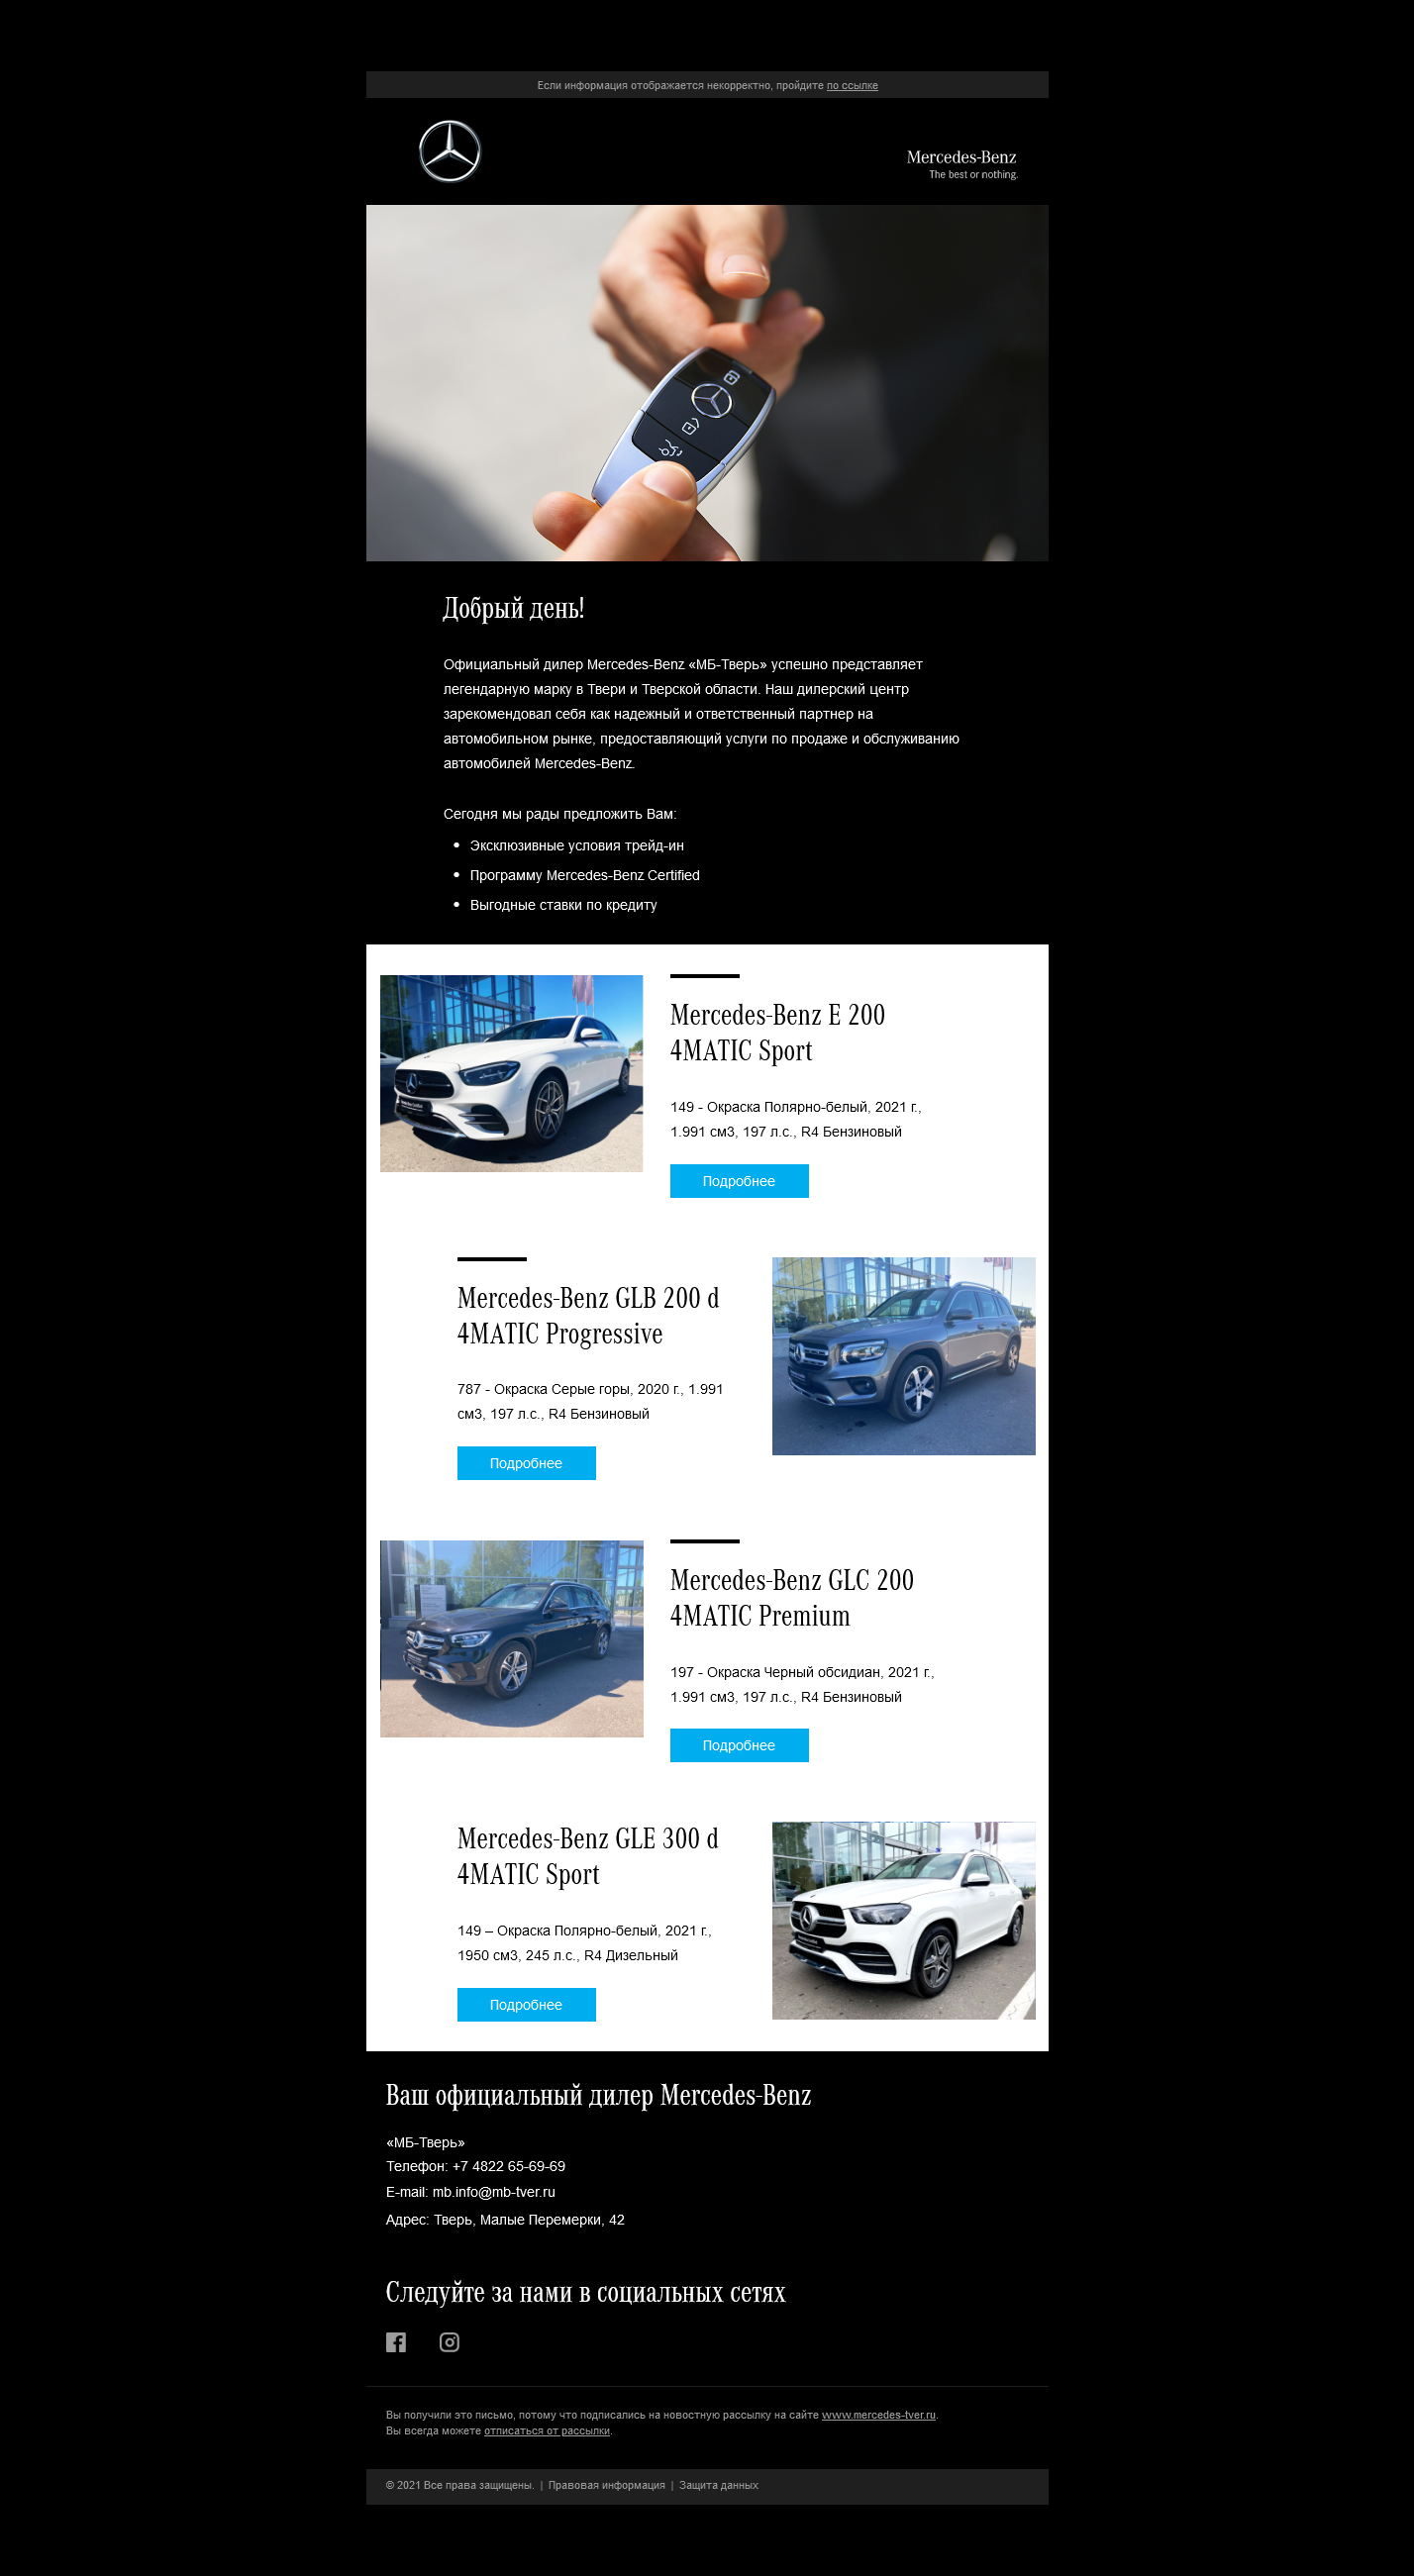 Если информация отображается некорректно, пройдите по ссылке
Mercedes-Benz
The best or nothing.
Добрый день!
Официальный дилер Mercedes-Benz «МБ-Тверь» успешно представляет
легендарную марку в Твери и Тверской области. Наш дилерский центр
зарекомендовал себя как надежный и ответственный партнер на
автомобильном рынке, предоставляющий услуги по продаже и обслуживанию
автомобилей Mercedes-Benz.
Сегодня мы рады предложить Вам:
• Эксклюзивные условия трейд-ин
• Программу Mercedes-Benz Certified
• Выгодные ставки по кредиту
Mercedes-Benz E 200
4MATIC Sport
149 - Окраска Полярно-белый, 2021 г.,
1.991 см3, 197 л.с., R4 Бензиновый
Подробнее
Mercedes-Benz GLB 200 d
4MATIC Progressive
787 - Окраска Серые горы, 2020 г., 1.991
см3, 197 л.с., R4 Бензиновый
Подробнее
Mercedes-Benz GLC 200
4MATIC Premium
197 - Окраска Черный обсидиан, 2021 г.,
1.991 см3, 197 л.с., R4 Бензиновый
Подробнее
Mercedes-Benz GLE 300 d
4MATIC Sport
149 – Окраска Полярно-белый, 2021 г.,
1950 см3, 245 л.с., R4 Дизельный
Подробнее
Ваш официальный дилер Mercedes-Benz
«МБ-Тверь»
Телефон: +7 4822 65-69-69
E-mail: mb.info@mb-tver.ru
Адрес: Тверь, Малые Перемерки, 42
Следуйте за нами в социальных сетях
Вы получили это письмо, потому что подписались на новостную рассылку на сайте www.mercedes-tver.ru.
Вы всегда можете отписаться от рассылки.
© 2021 Все права защищены. | Правовая информация | Защита данных